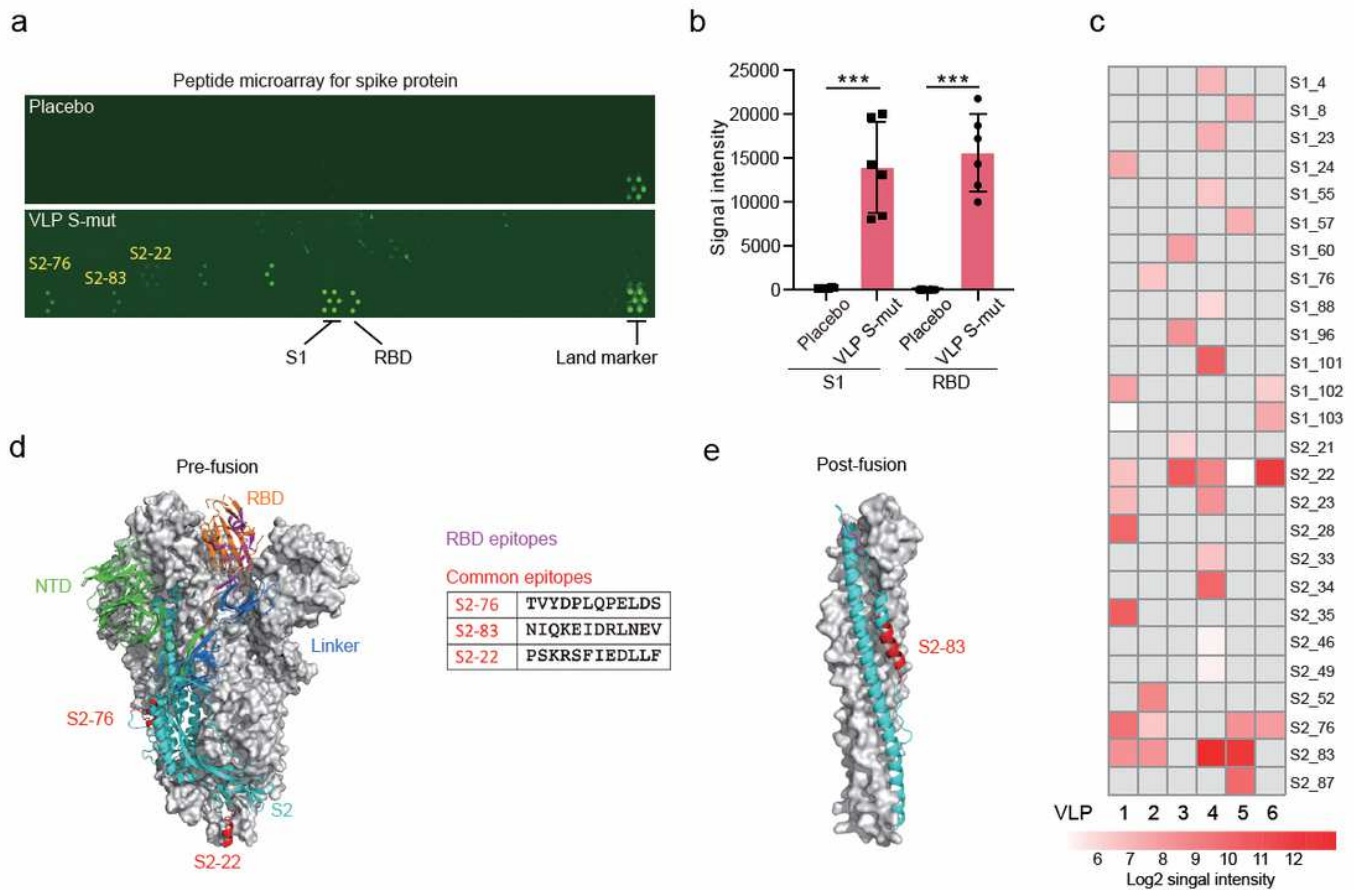 a
Peptide microarray for spike protein
Placebo
VLP S-mut
S2-22
S2-76
S2-83
S1
RBD
Land marker
b
Signal intensity
25000
20000
15000
10000
5000
0
*** ***
Placebo VLP S-mut Placebo VLP S-mut
S1 RBD
c
S1_4
S1_8
S1_23
S1_24
S1_55
S1_57
S1_60
S1_76
S1_88
S1_96
S1_101
S1_102
S1_103
S2_21
S2_22
S2_23
S2_28
S2_33
S2_34
S2_35
S2_46
S2_49
S2_52
S2_76
S2_83
S2_87
VLP 1 2 3 4 5 6
6 7 8 9 10 11 12
Log2 singal intensity
d
Pre-fusion
RBD
NTD
Linker
S2-76
S2
S2-22
RBD epitopes
Common epitopes
S2-76 TVYDPLQPELDS
S2-83 NIQKEIDRLNEV
S2-22 PSKRSFIEDLLF
e
Post-fusion
S2-83